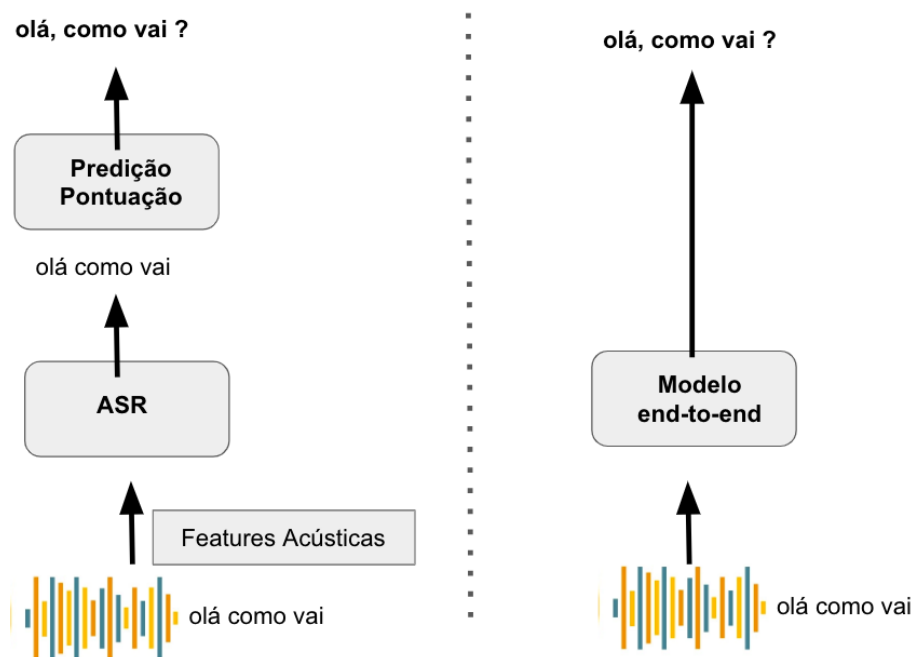 olá, como vai ?
Predição
Pontuação
olá como vai
ASR
Features Acústicas
olá como vai
olá, como vai ?
Modelo
end-to-end
olá como vai